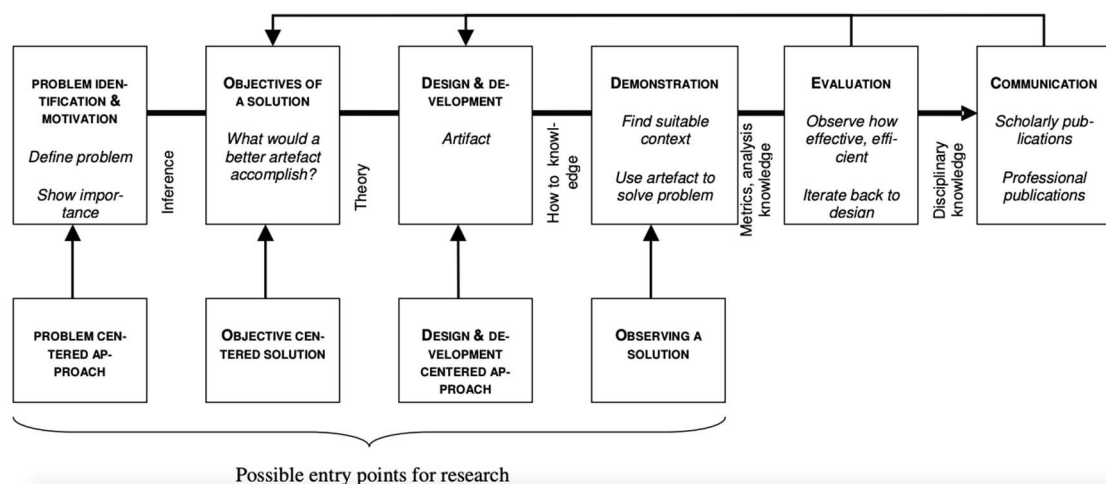 PROBLEM IDEN-
TIFICATION &
MOTIVATION
Define problem
Show impor-
tance
Inference
OBJECTIVES OF
A SOLUTION
What would a
better artefact
accomplish?
Theory
DESIGN & DE-
VELOPMENT
Artifact
How to knowl-
edge
DEMONSTRATION
Find suitable
context
Use artefact to
solve problem
Metrics, analysis
knowledge
EVALUATION
Observe how
effective, effi-
cient
Iterate back to
design
Disciplinary
knowledge
COMMUNICATION
Scholarly pub-
lications
Professional
publications
PROBLEM CEN-
TERED AP-
PROACH
OBJECTIVE CEN-
TERED SOLUTION
DESIGN & DE-
VELOPMENT
CENTERED AP-
PROACH
OBSERVING A
SOLUTION
Possible entry points for research